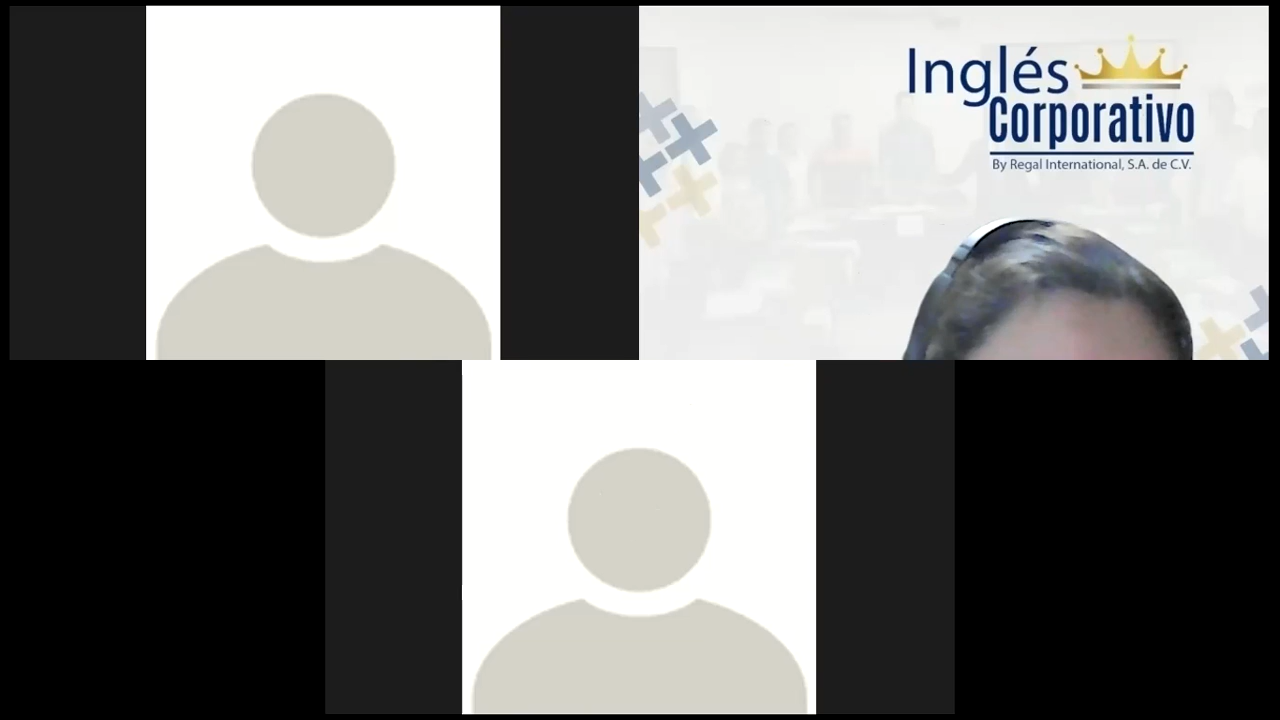 Inglés
Corporativo
By Regal International, S.A. de C.V.